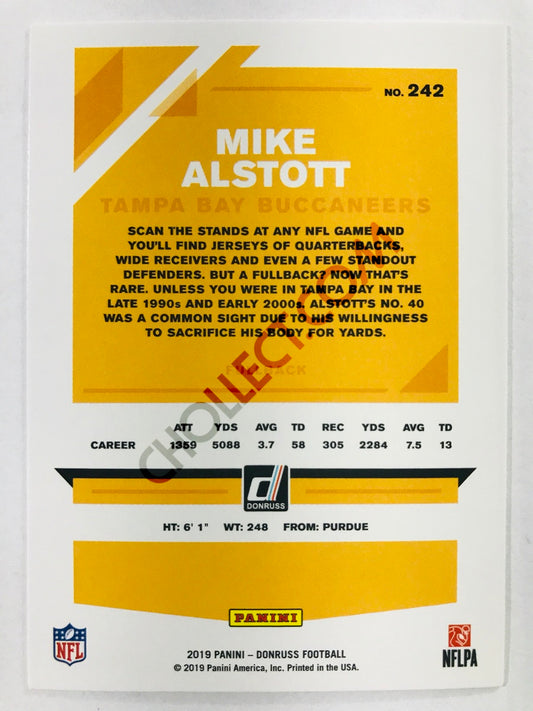 NO. 242
MIKE
ALSTOTT
TAMPA BAY BUCCANEERS
SCAN THE STANDS AT ANY NFL GAME AND
YOU'LL FIND JERSEYS OF QUARTERBACKS,
WIDE RECEIVERS AND EVEN A FEW STANDOUT
DEFENDERS. BUT A FULLBACK? NOW THAT'S
RARE. UNLESS YOU WERE IN TAMPA BAY IN THE
LATE 1990s AND EARLY 2000s. ALSTOTT'S NO. 40
WAS A COMMON SIGHT DUE TO HIS WILLINGNESS
TO SACRIFICE HIS BODY FOR YARDS.
FULLBACK
CHOLLECT.COM
ATT YDS AVG TD REC YDS AVG TD
CAREER 1359 5088 3.7 58 305 2284 7.5 13
d
DONRUSS
HT: 6' 1" WT: 248 FROM: PURDUE
PANINI
NFL
2019 PANINI – DONRUSS FOOTBALL
© 2019 Panini America, Inc. Printed in the USA.
NFLPA